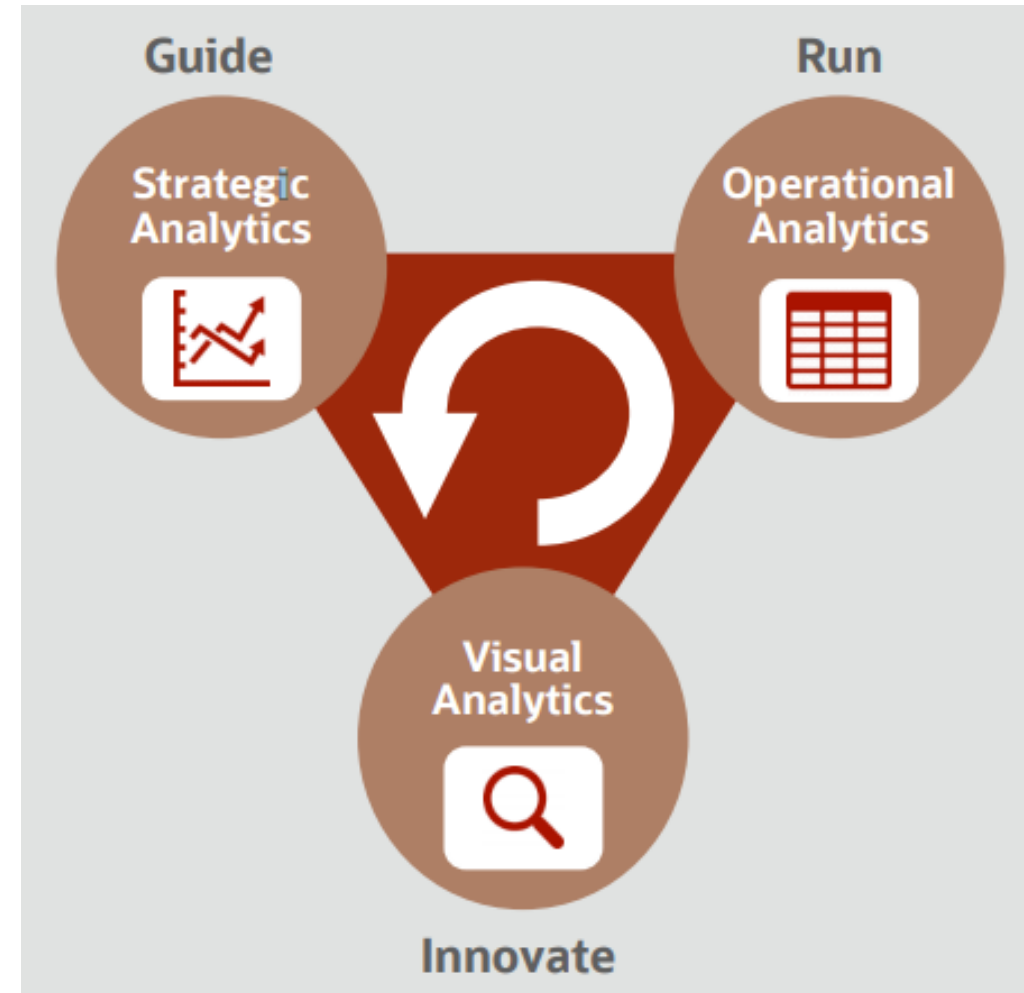 Guide
Run
Strategic
Analytics
Operational
Analytics
Visual
Analytics
Innovate